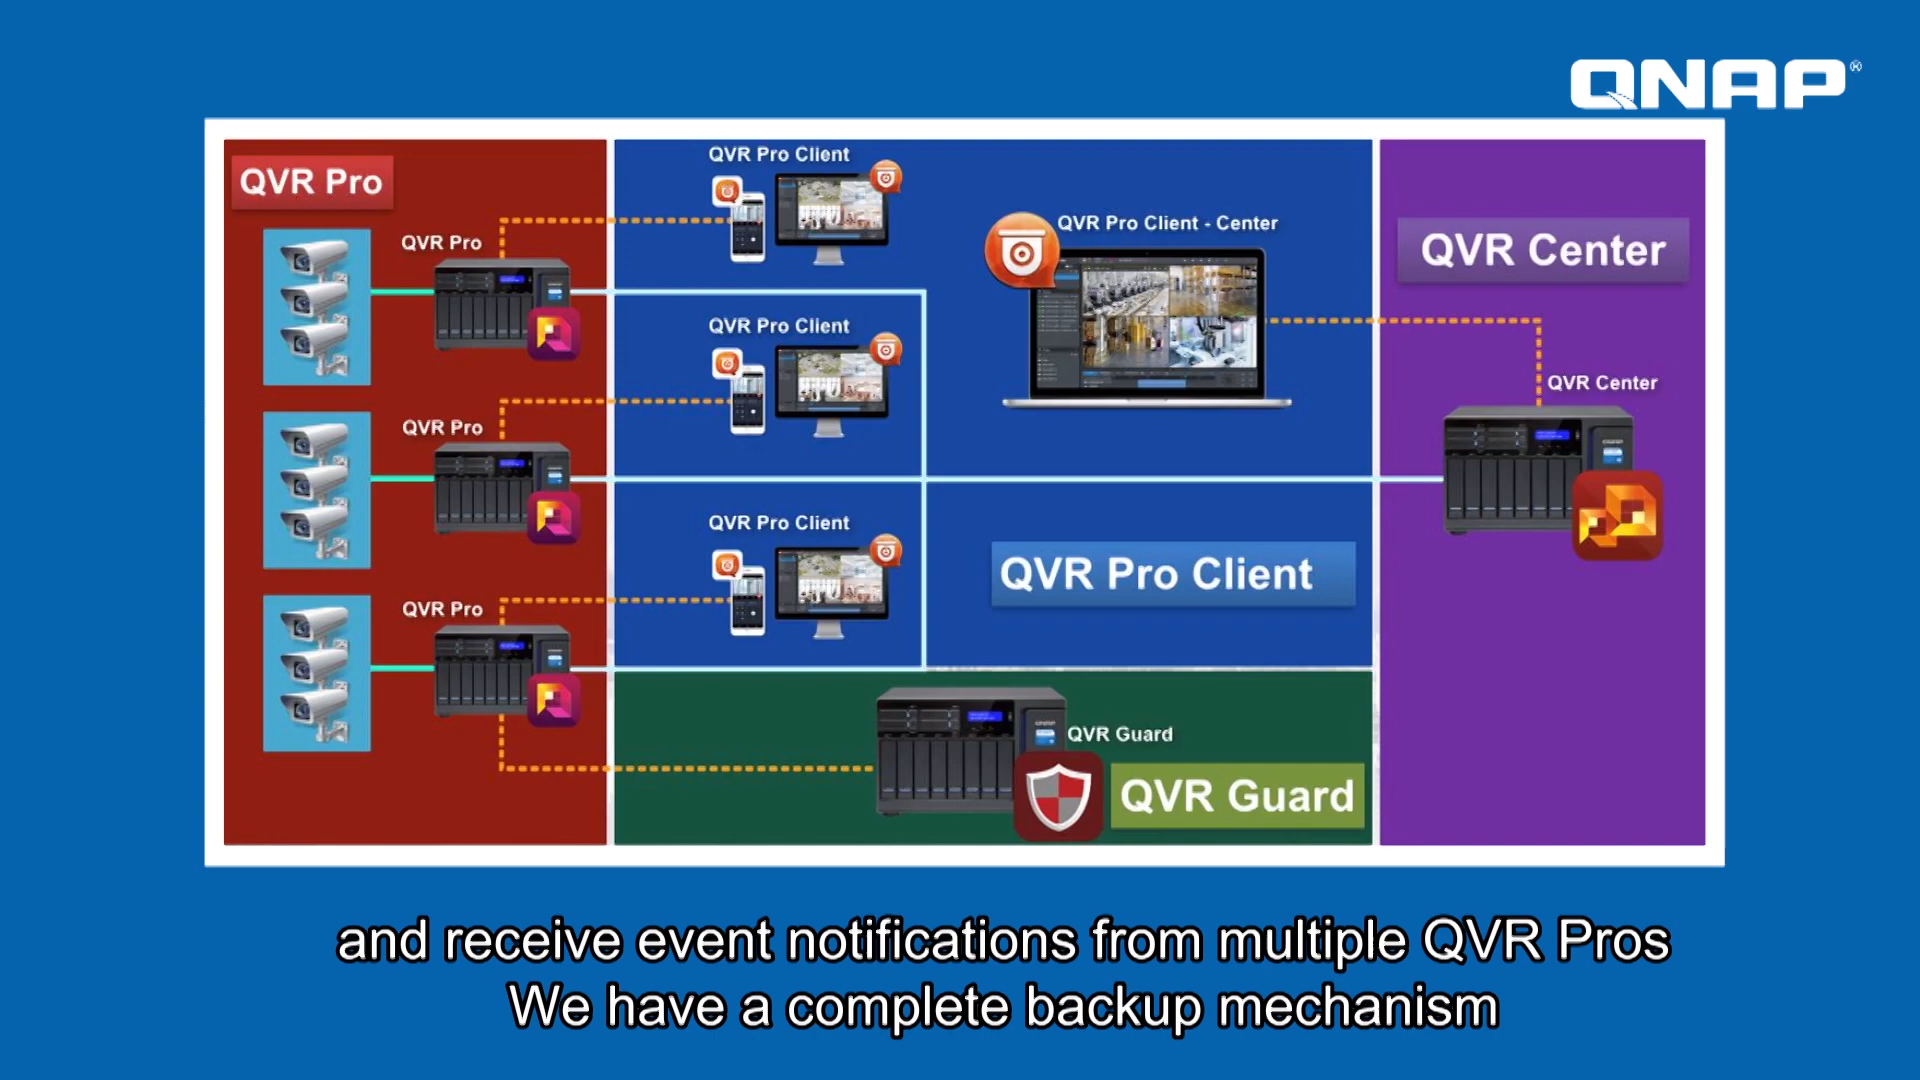 QNAP®
QVR Pro
QVR Pro
QVR Pro
QVR Pro
QVR Pro Client
QVR Pro Client
QVR Pro Client
QVR Pro Client - Center
QVR Pro Client
QVR Center
QVR Center
QVR Guard
QVR Guard
and receive event notifications from multiple QVR Pros
We have a complete backup mechanism